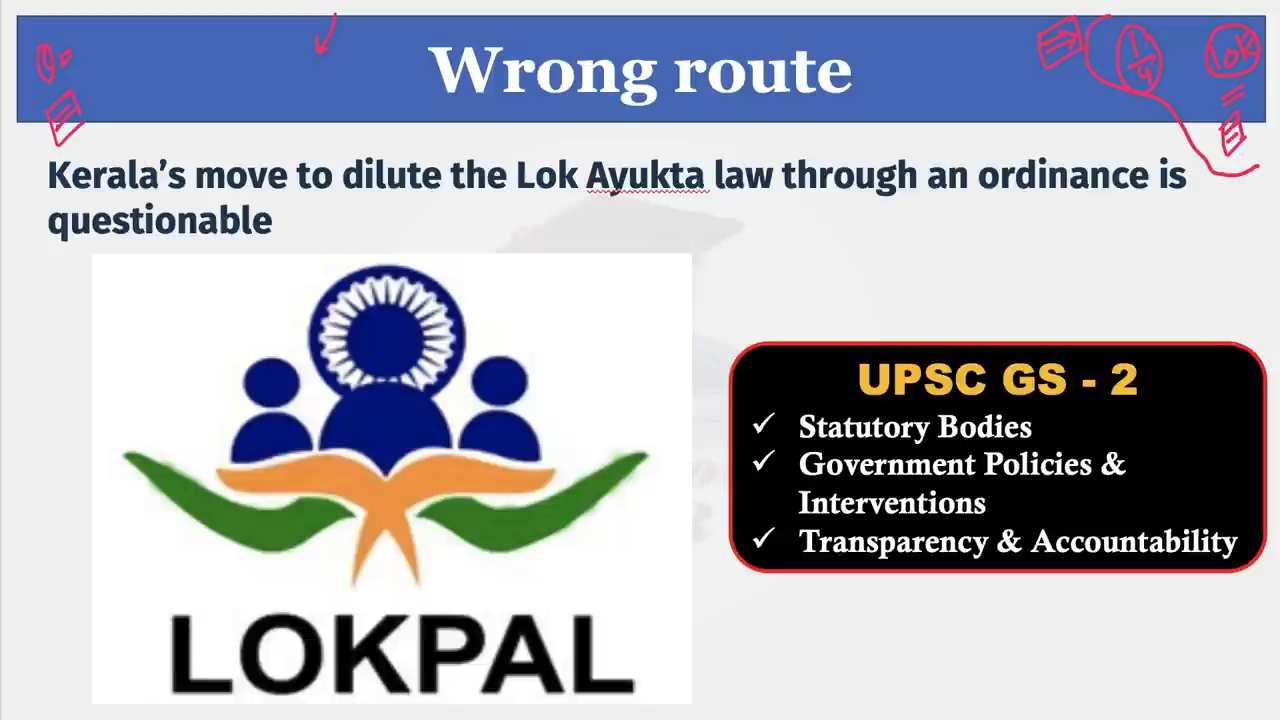 Wrong route
lok
Kerala's move to dilute the Lok Ayukta law through an ordinance is
questionable
UPSC GS - 2
✓ Statutory Bodies
✓ Government Policies &
Interventions
✓ Transparency & Accountability
LOKPAL